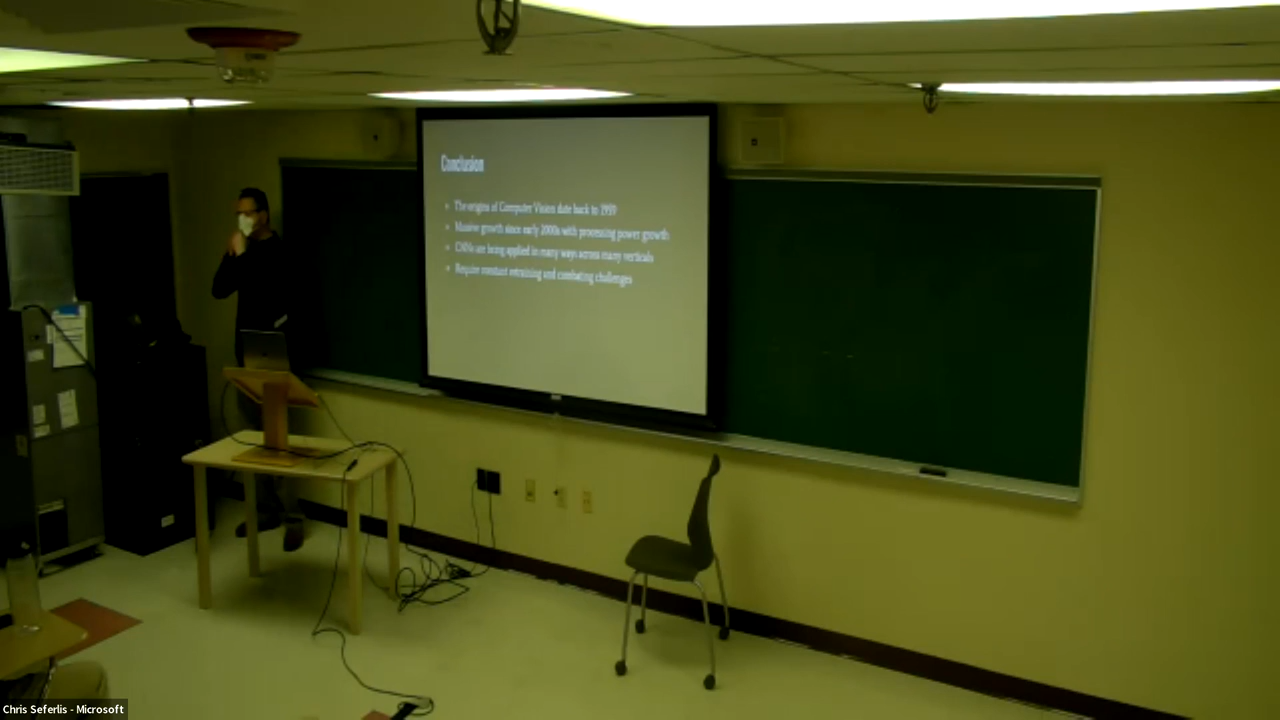 Conclusion
The origins of Computer Vision date back to 1959
Massive growth since early 2000s with processing power growth
CNNs are being applied in many ways across many verticals
Require constant retraining and combating challenges
Chris Seferlis - Microsoft